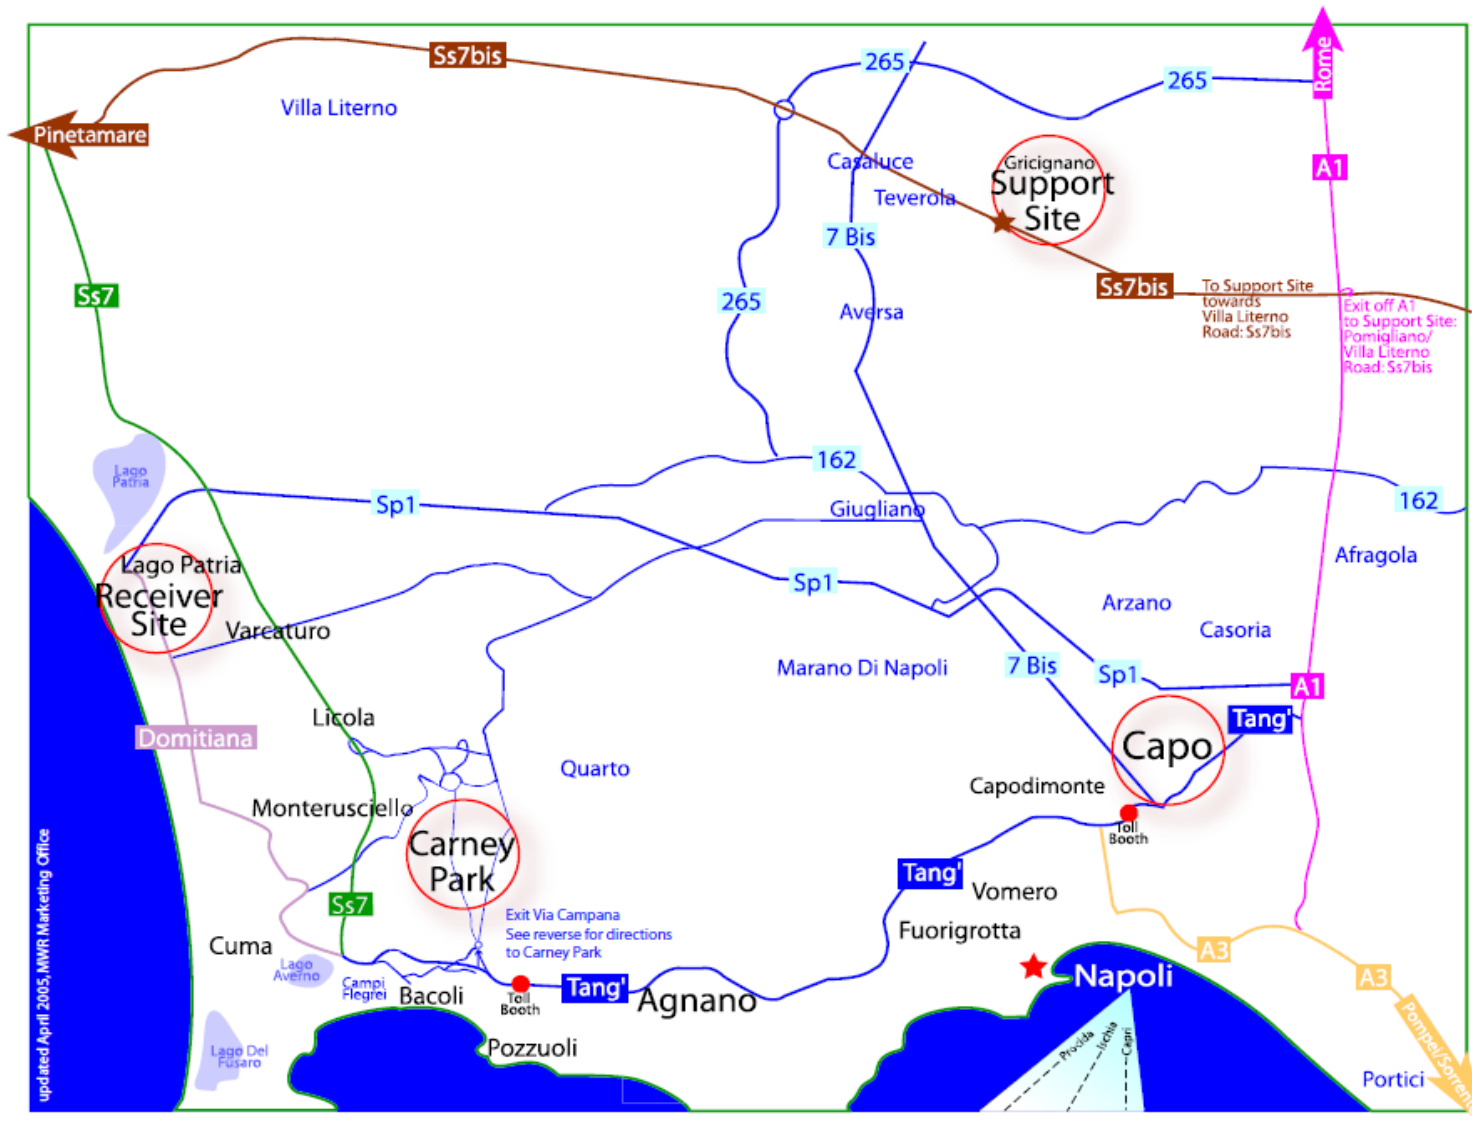 Rome
Ss7bis
265
265
Villa Literno
Pinetamare
Casaluce
Gricignano
Support
Site
A1
Teverola
7 Bis
Ss7bis
To Support Site
towards
Villa Literno
Road: Ss7bis
Ss7
265
Aversa
Exit off A1
to Support Site:
Pomigliano/
Villa Literno
Road: Ss7bis
Lago
Patria
162
Sp1
Giugliano
162
Afragola
Lago Patria
Receiver
Site
Sp1
Arzano
Casoria
Varcaturo
Marano Di Napoli
7 Bis
Sp1
A1
Licola
Tang'
Domitiana
Capo
Quarto
Capodimonte
Monterusciello
Toll
Booth
Carney
Park
Tang'
Vomero
Ss7
Exit Via Campana
See reverse for directions
to Carney Park
Fuorigrotta
Cuma
A3
Lago
Averno
Campi
Flegrei
Bacoli
Toll
Booth
Tang'
Agnano
Napoli
A3
Pompei/Sorrento
Lago Del
Fusaro
Pozzuoli
Procida
Ischia
Capri
Portici
updated April 2005, MWR Marketing Office